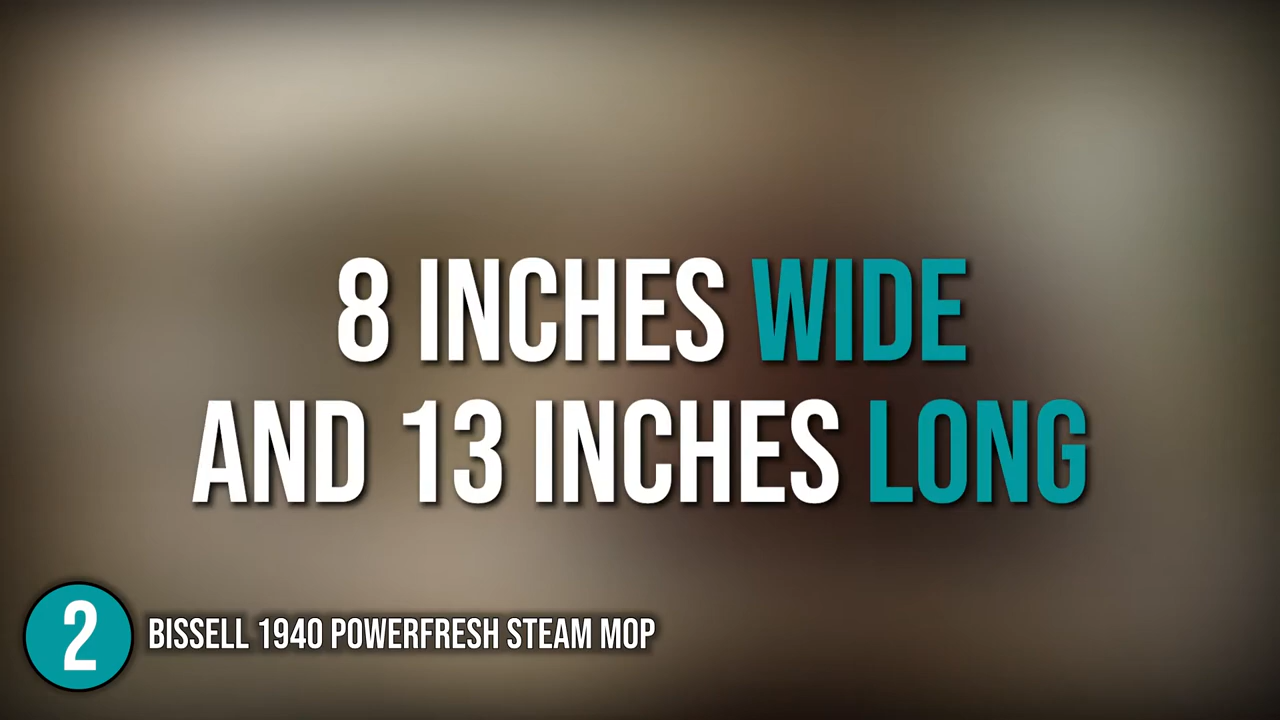 8 INCHES WIDE
AND 13 INCHES LONG
2
BISSELL 1940 POWERFRESH STEAM MOP